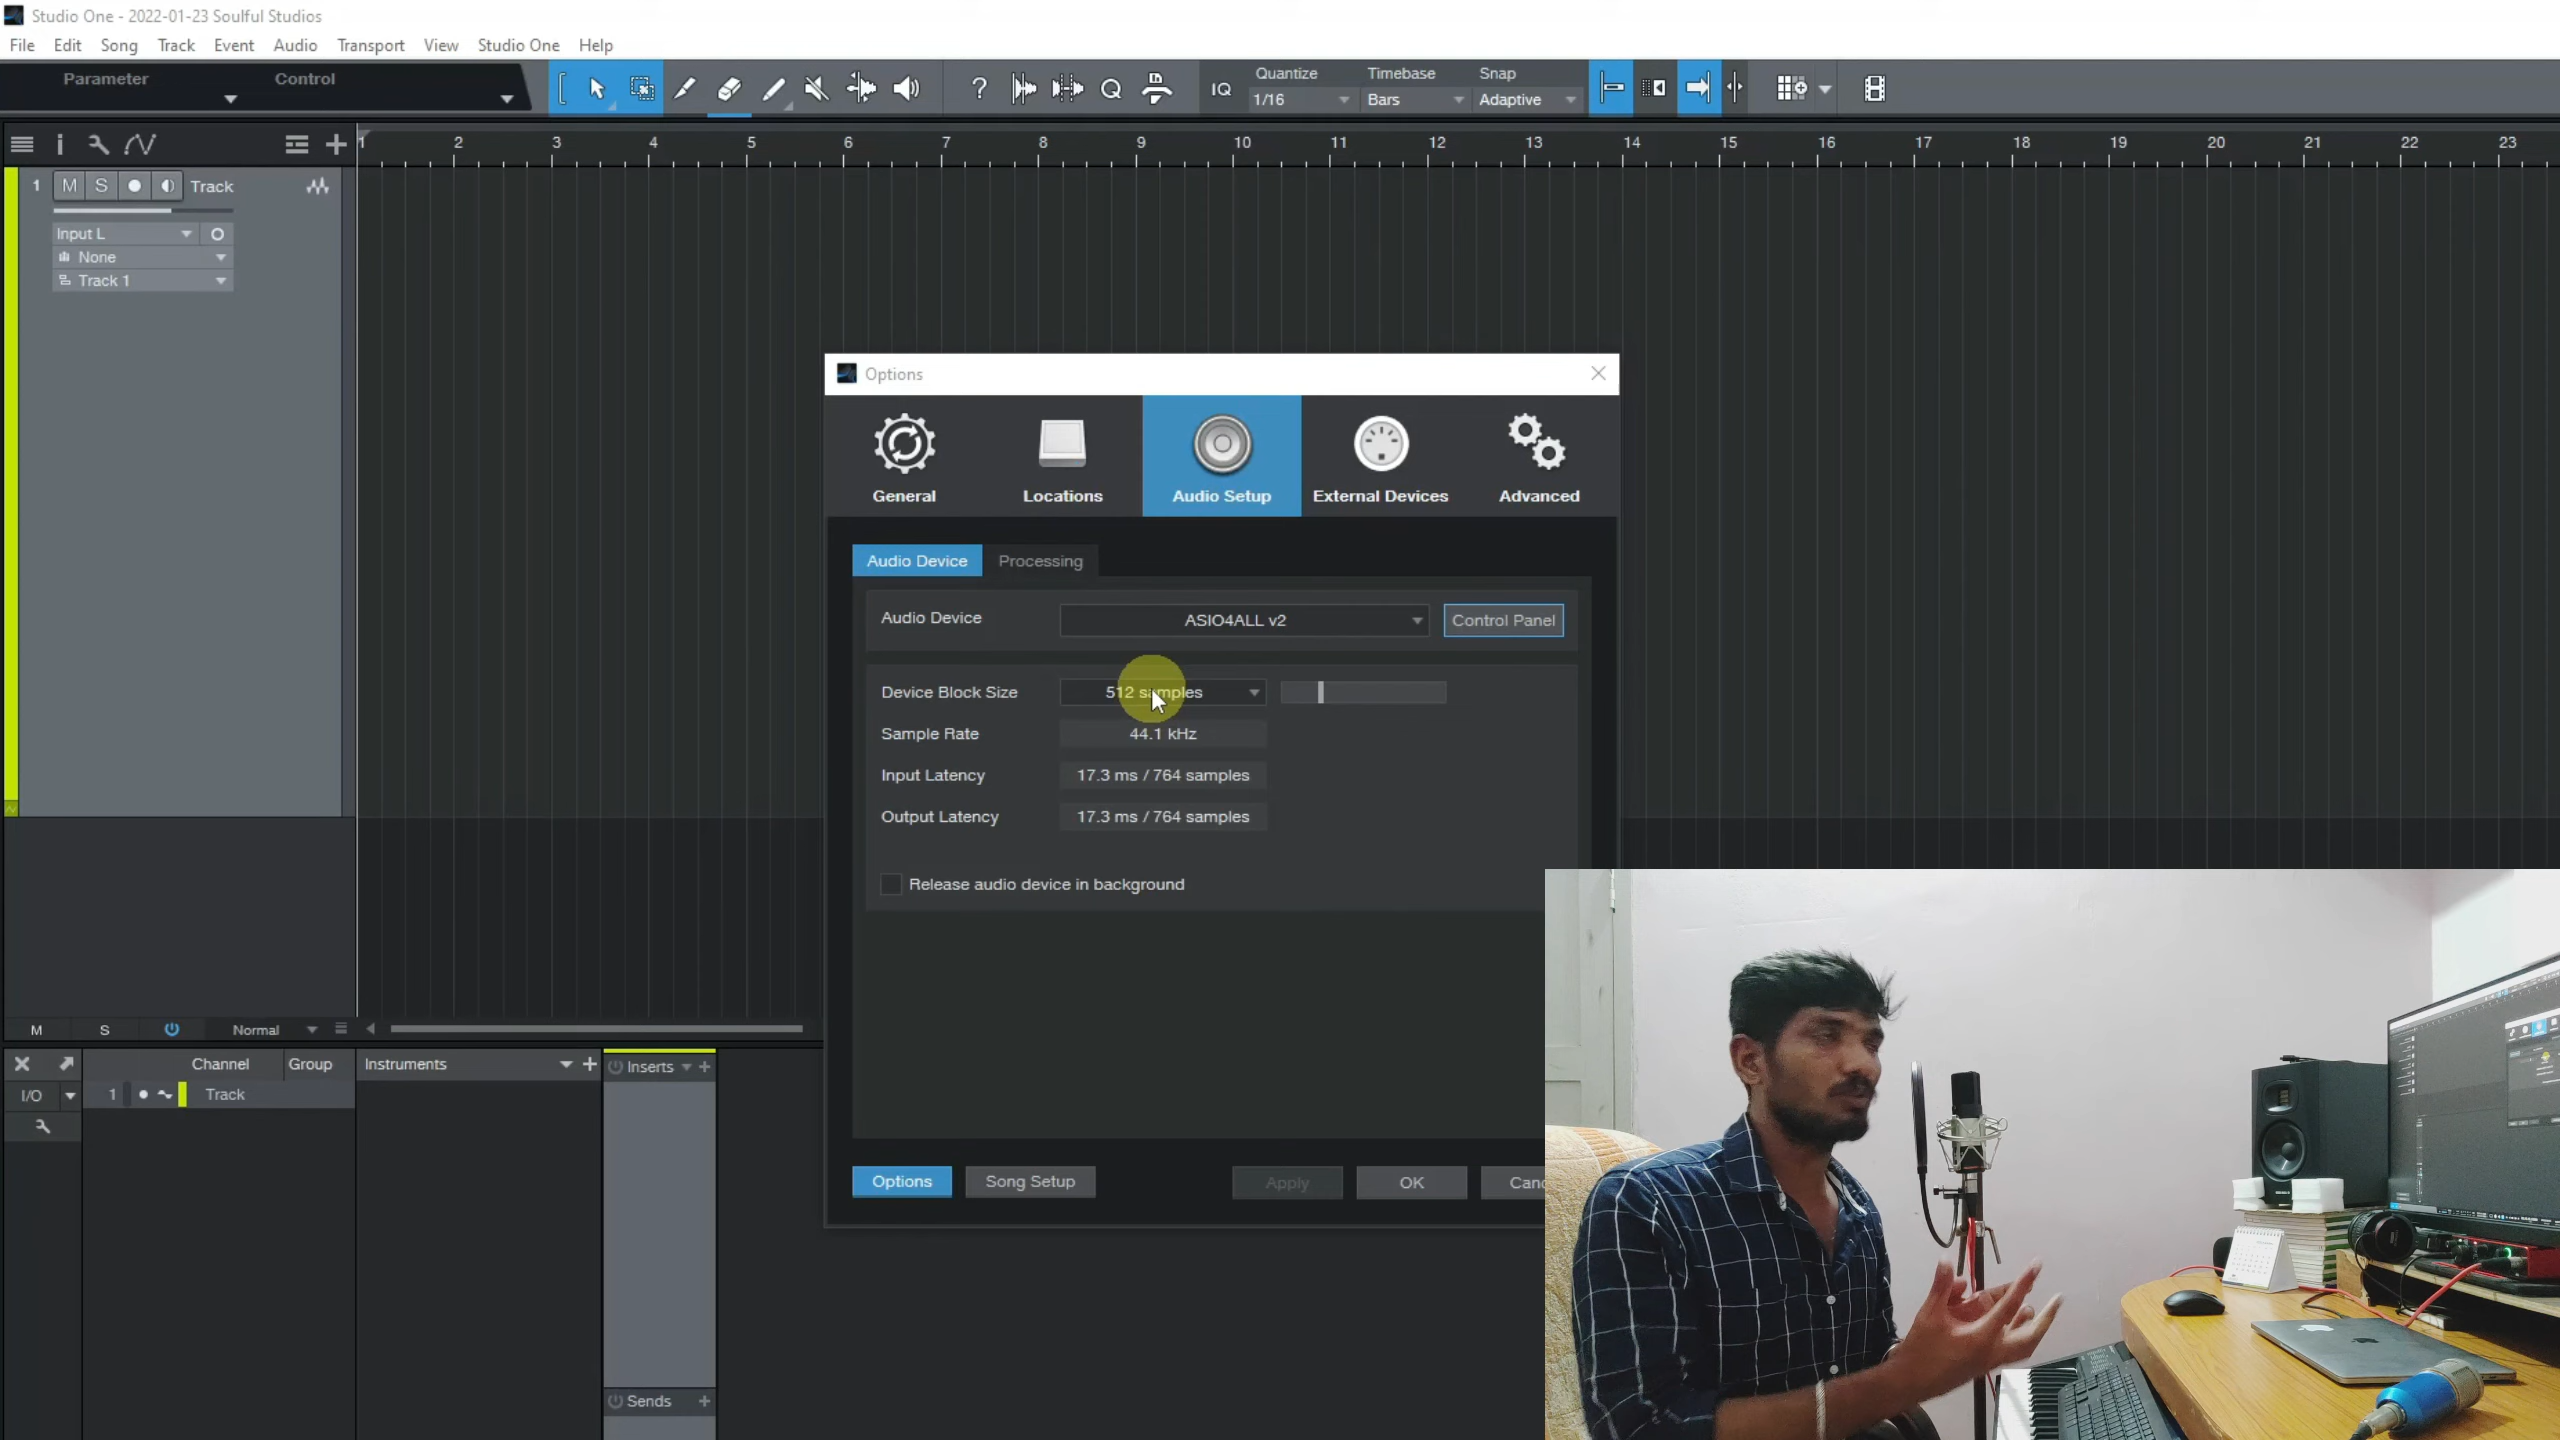 Studio One - 2022-01-23 Soulful Studios
File Edit Song Track Event Audio Transport View Studio One Help
Parameter Control
? Q IQ
Quantize Timebase Snap
1/16 Bars Adaptive
1 2 3 4 5 6 7 8 9 10 11 12 13 14 15 16 17 18 19 20 21 22 23
1 M S Track
Input L
None
Track 1
Options
General Locations Audio Setup External Devices Advanced
Audio Device Processing
Audio Device ASIO4ALL v2 Control Panel
Device Block Size 512 samples
Sample Rate 44.1 kHz
Input Latency 17.3 ms / 764 samples
Output Latency 17.3 ms / 764 samples
Release audio device in background
Options Song Setup Apply OK Canc
M S Normal
Channel Group Instruments Inserts
I/O 1 Track
Sends